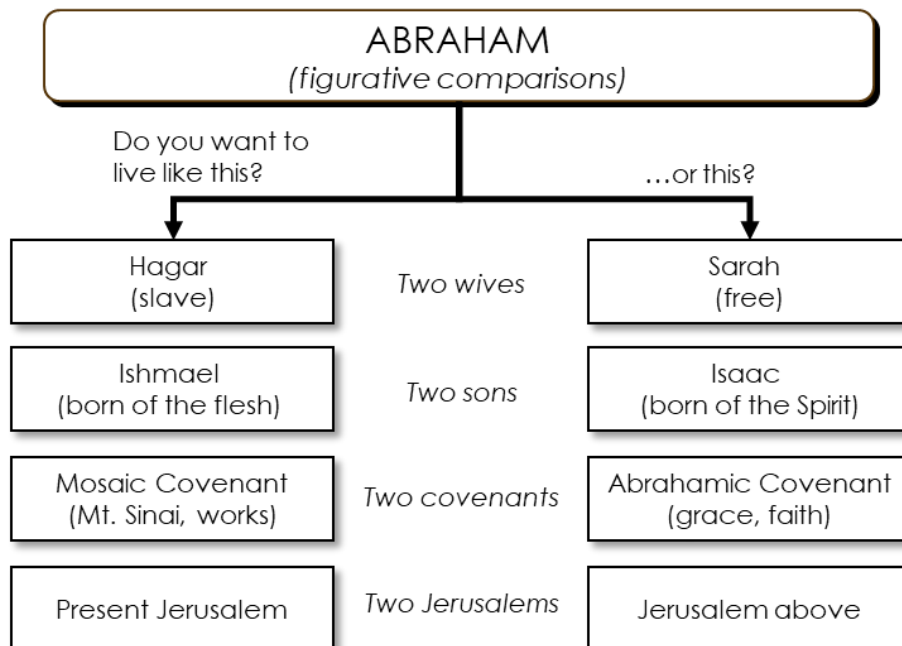 ABRAHAM
(figurative comparisons)
Do you want to
live like this?
…or this?
Hagar
(slave)
Two wives
Sarah
(free)
Ishmael
(born of the flesh)
Two sons
Isaac
(born of the Spirit)
Mosaic Covenant
(Mt. Sinai, works)
Two covenants
Abrahamic Covenant
(grace, faith)
Present Jerusalem
Two Jerusalems
Jerusalem above